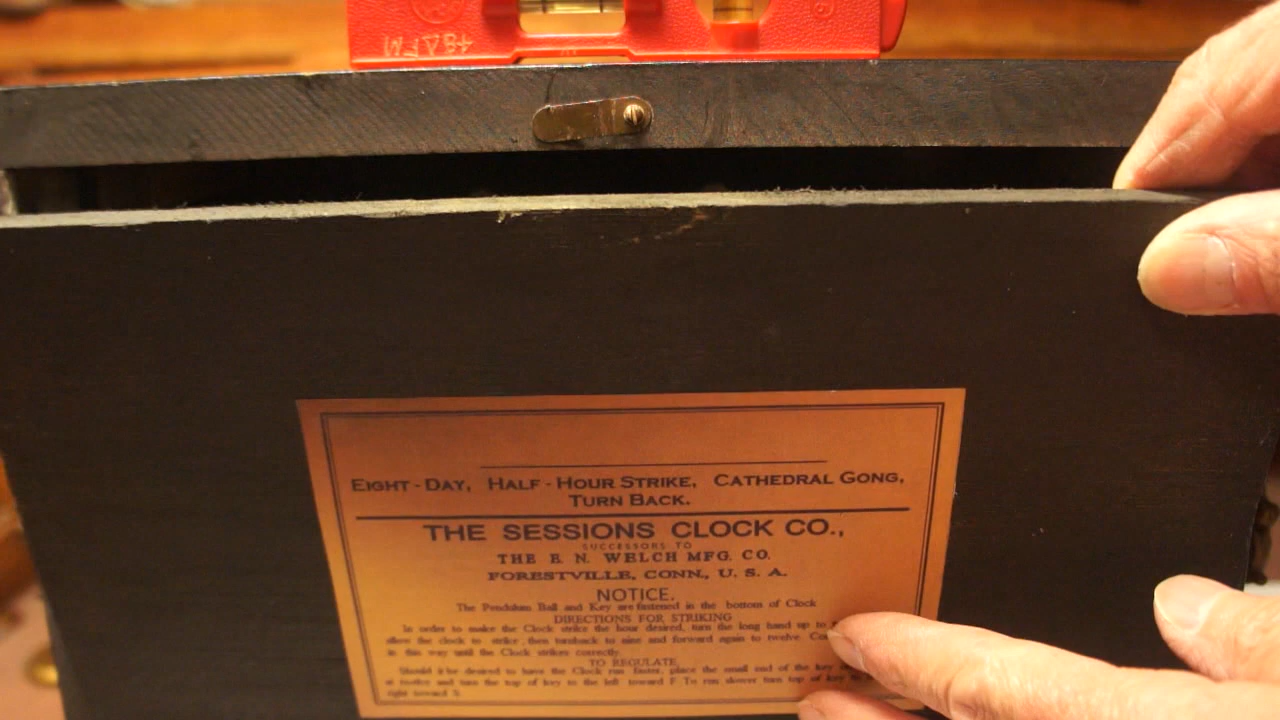 EIGHT-DAY, HALF-HOUR STRIKE, CATHEDRAL GONG,
TURN BACK.
THE SESSIONS CLOCK CO.,
SUCCESSORS TO
THE E. N. WELCH MFG. CO.
FORESTVILLE, CONN., U. S. A.
NOTICE.
The Pendulum Ball and Key are fastened in the bottom of Clock
DIRECTIONS FOR STRIKING
In order to make the Clock strike the hour desired, turn the long hand up to
allow the clock to strike, then turnback to nine and forward again to twelve.
in this way until the Clock strikes correctly.
TO REGULATE.
Should it be desired to have the Clock run faster, place the small end of the key
at twelve and turn the top of key to the left toward F To run slower turn top of key
right toward S